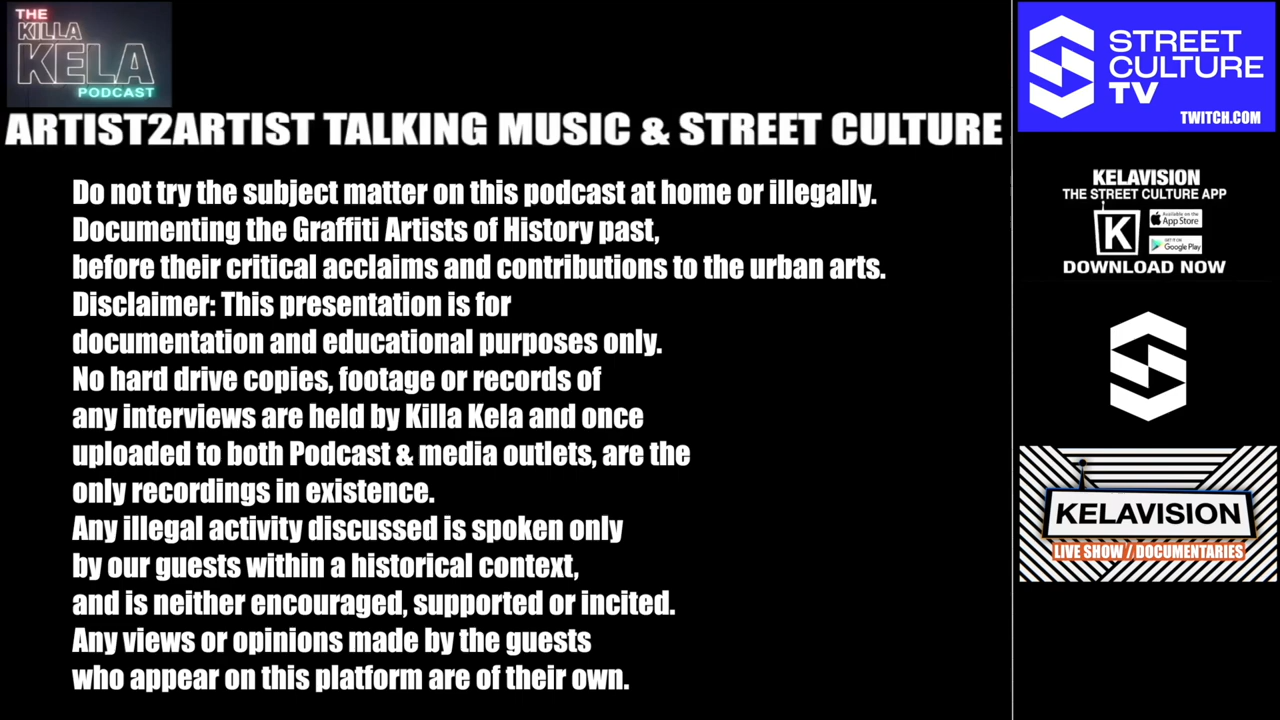 THE
KILLA
KELA
PODCAST
ARTIST2ARTIST TALKING MUSIC & STREET CULTURE
Do not try the subject matter on this podcast at home or illegally.
Documenting the Graffiti Artists of History past,
before their critical acclaims and contributions to the urban arts.
Disclaimer: This presentation is for
documentation and educational purposes only.
No hard drive copies, footage or records of
any interviews are held by Killa Kela and once
uploaded to both Podcast & media outlets, are the
only recordings in existence.
Any illegal activity discussed is spoken only
by our guests within a historical context,
and is neither encouraged, supported or incited.
Any views or opinions made by the guests
who appear on this platform are of their own.
STREET
CULTURE
TV
TWITCH.COM
KELAVISION
THE STREET CULTURE APP
K
Available on the
App Store
GET IT ON
Google Play
DOWNLOAD NOW
KELAVISION
LIVE SHOW / DOCUMENTARIES